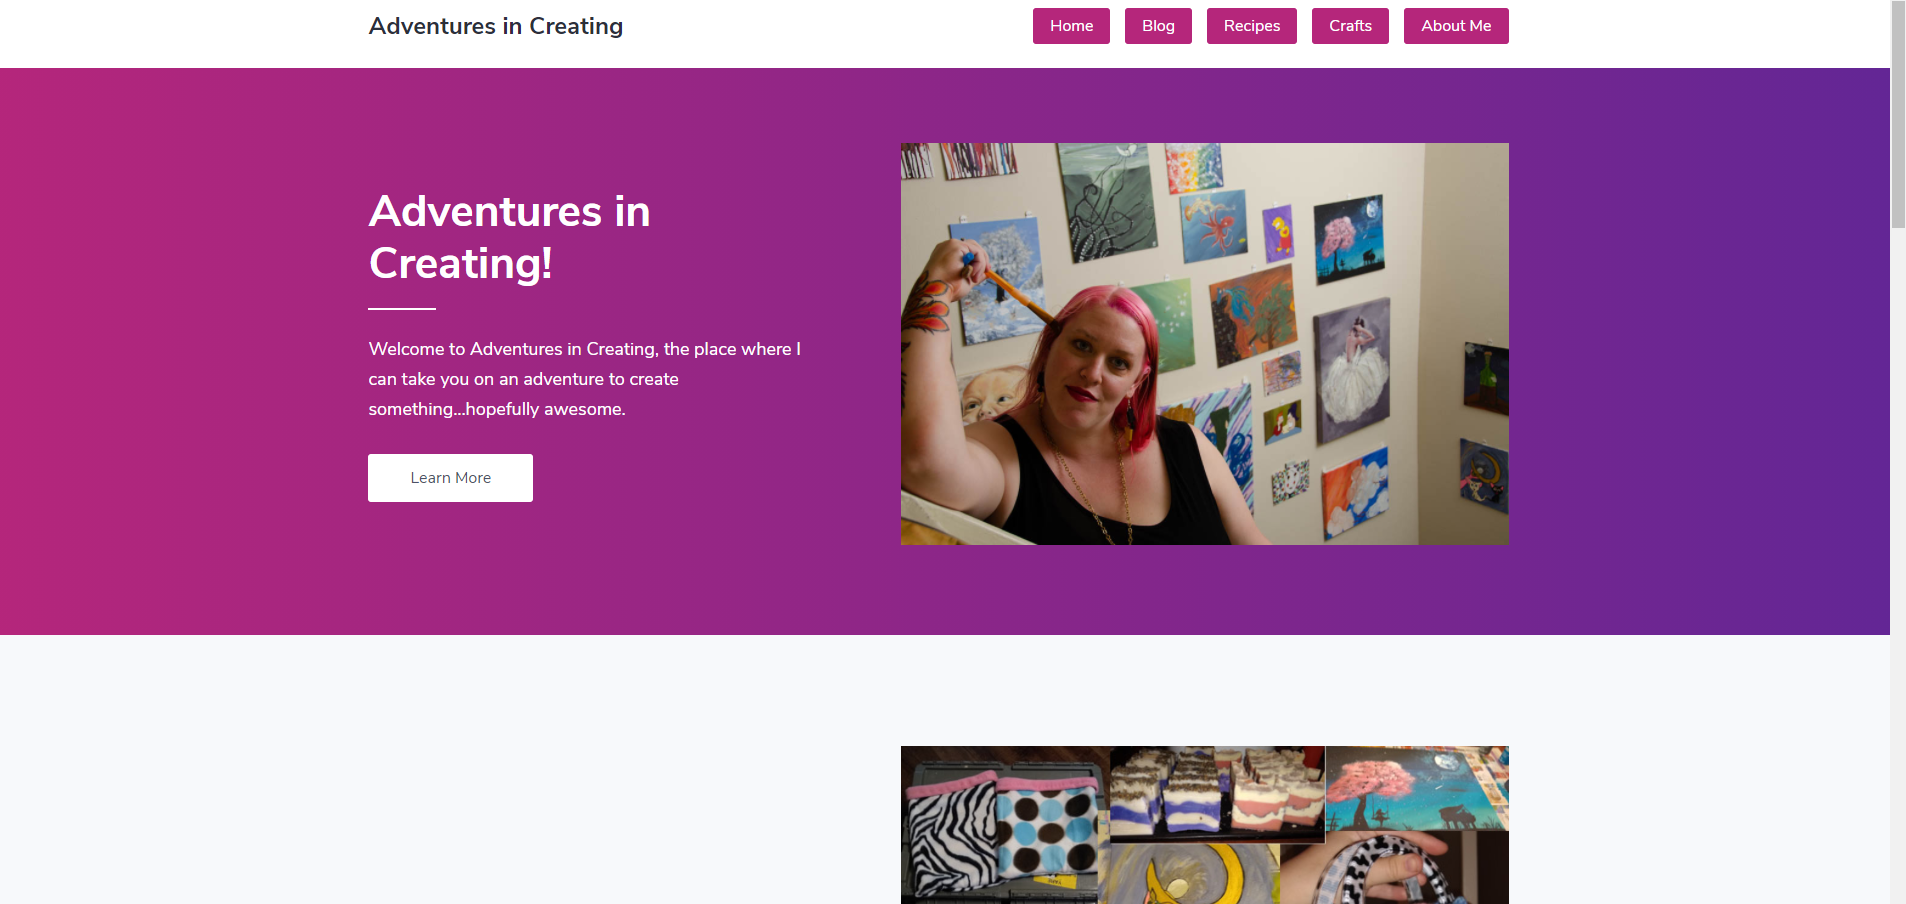 Adventures in Creating
Home
Blog
Recipes
Crafts
About Me
Adventures in
Creating!
Welcome to Adventures in Creating, the place where I
can take you on an adventure to create
something...hopefully awesome.
Learn More